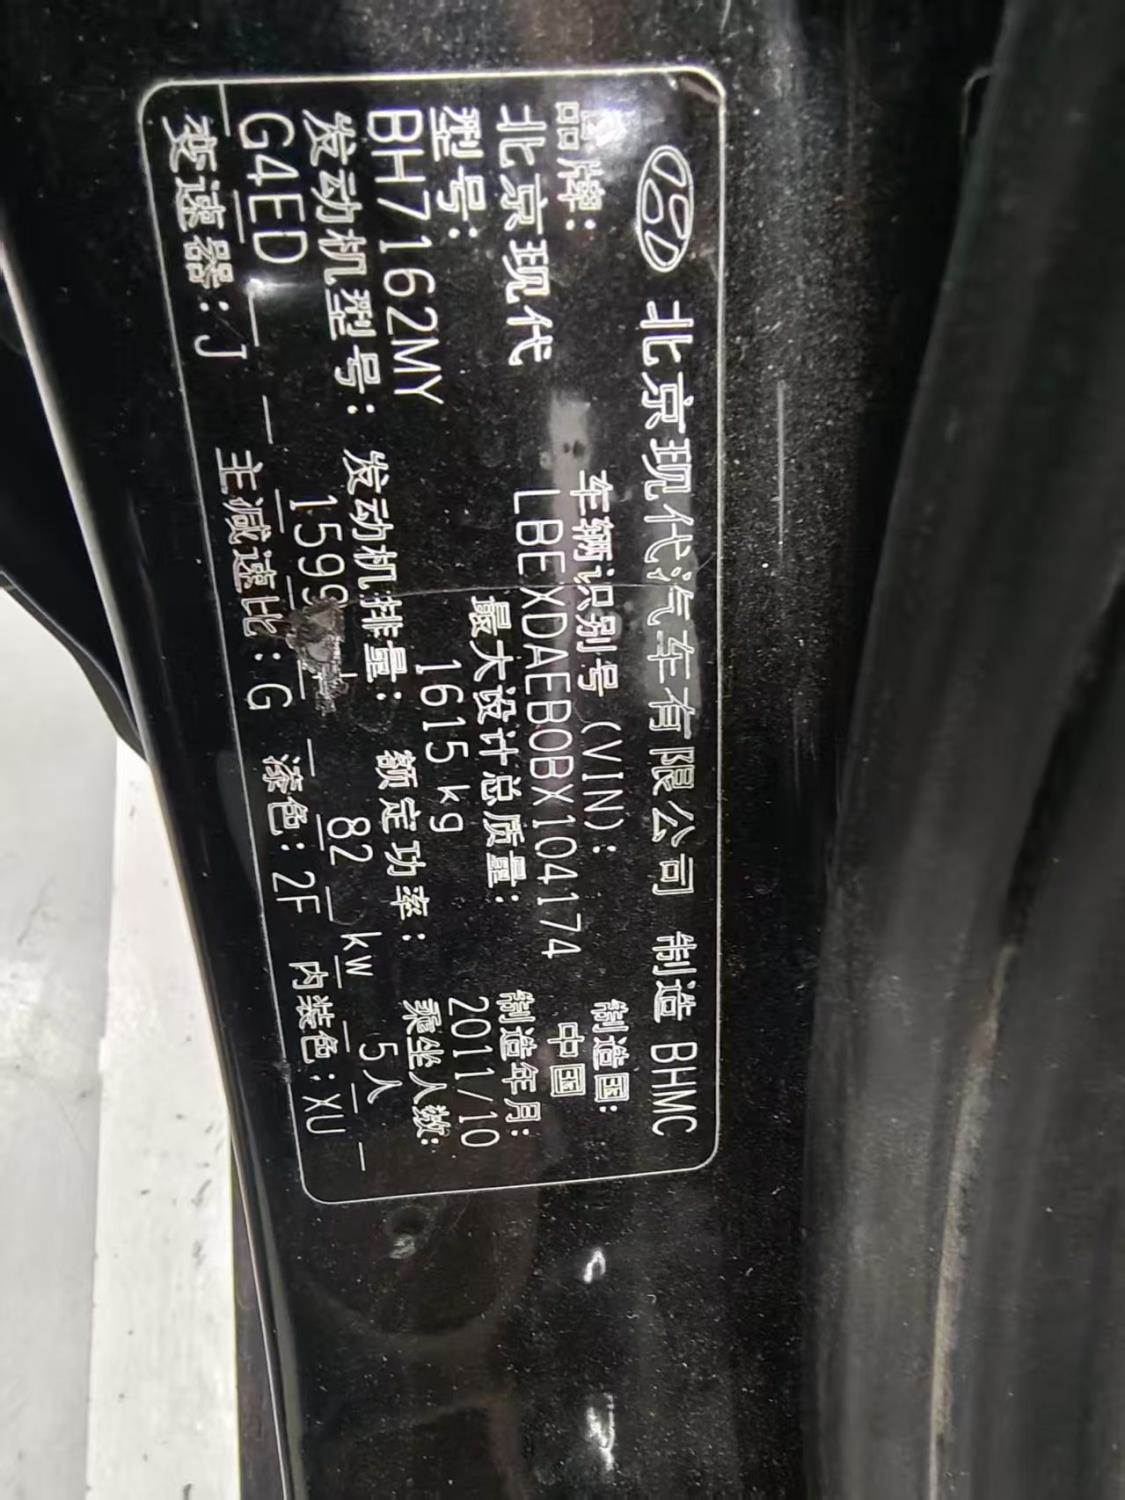 北京现代汽车有限公司 制造 BHMC
品牌: 车辆识别号(VIN): 制造国:
北京现代 LBEXDAEB0BX104174 中国
型号: 最大设计总质量: 制造年月:
BH7162MY 1615kg 2011/10
发动机型号: 发动机排量: 额定功率: 乘坐人数:
G4ED 1599 82 kw 5人
变速器:J 主减速比:G 漆色:2F 内装色:XU